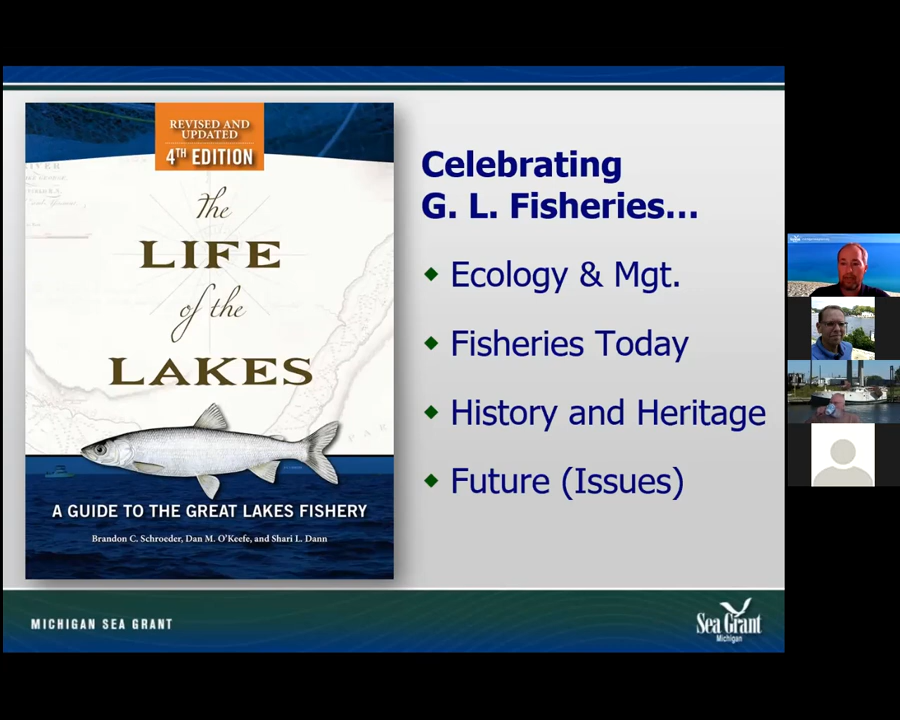 REVISED AND
UPDATED
4TH EDITION
The
LIFE
of the
LAKES
A GUIDE TO THE GREAT LAKES FISHERY
Brandon C. Schroeder, Dan M. O'Keefe, and Shari L. Dann
Celebrating
G. L. Fisheries...
Ecology & Mgt.
Fisheries Today
History and Heritage
Future (Issues)
MICHIGAN SEA GRANT
Sea Grant
Michigan